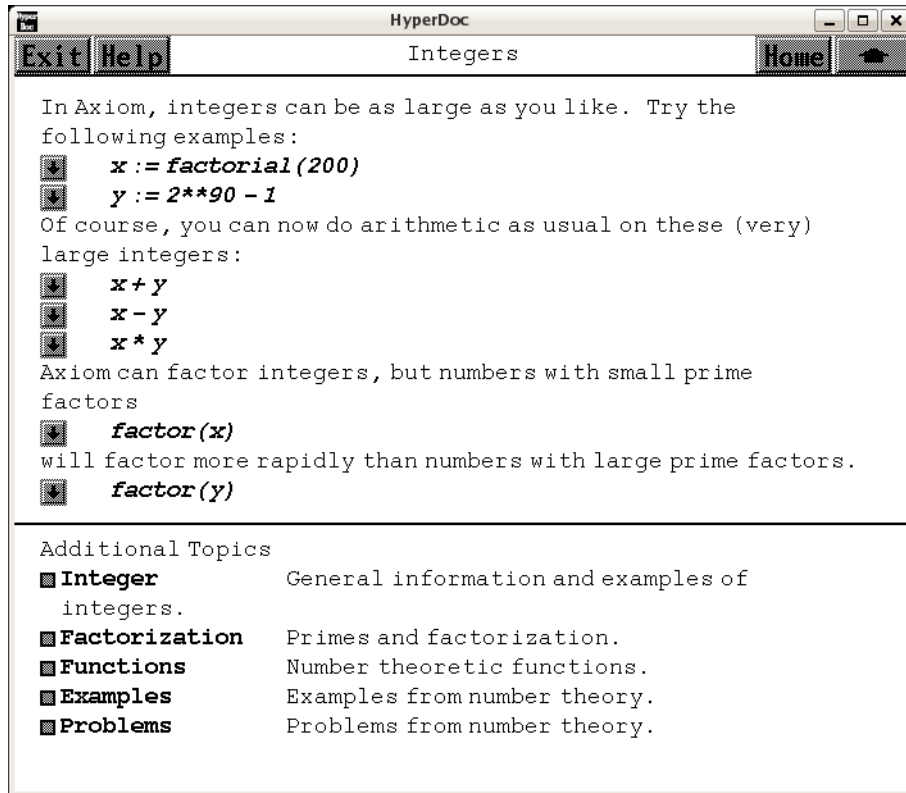 Hyper Doc
HyperDoc
Exit Help Integers Home
In Axiom, integers can be as large as you like. Try the
following examples:
x := factorial(200)
y := 2**90 - 1
Of course, you can now do arithmetic as usual on these (very)
large integers:
x + y
x - y
x * y
Axiom can factor integers, but numbers with small prime
factors
factor(x)
will factor more rapidly than numbers with large prime factors.
factor(y)
Additional Topics
Integer General information and examples of
integers.
Factorization Primes and factorization.
Functions Number theoretic functions.
Examples Examples from number theory.
Problems Problems from number theory.